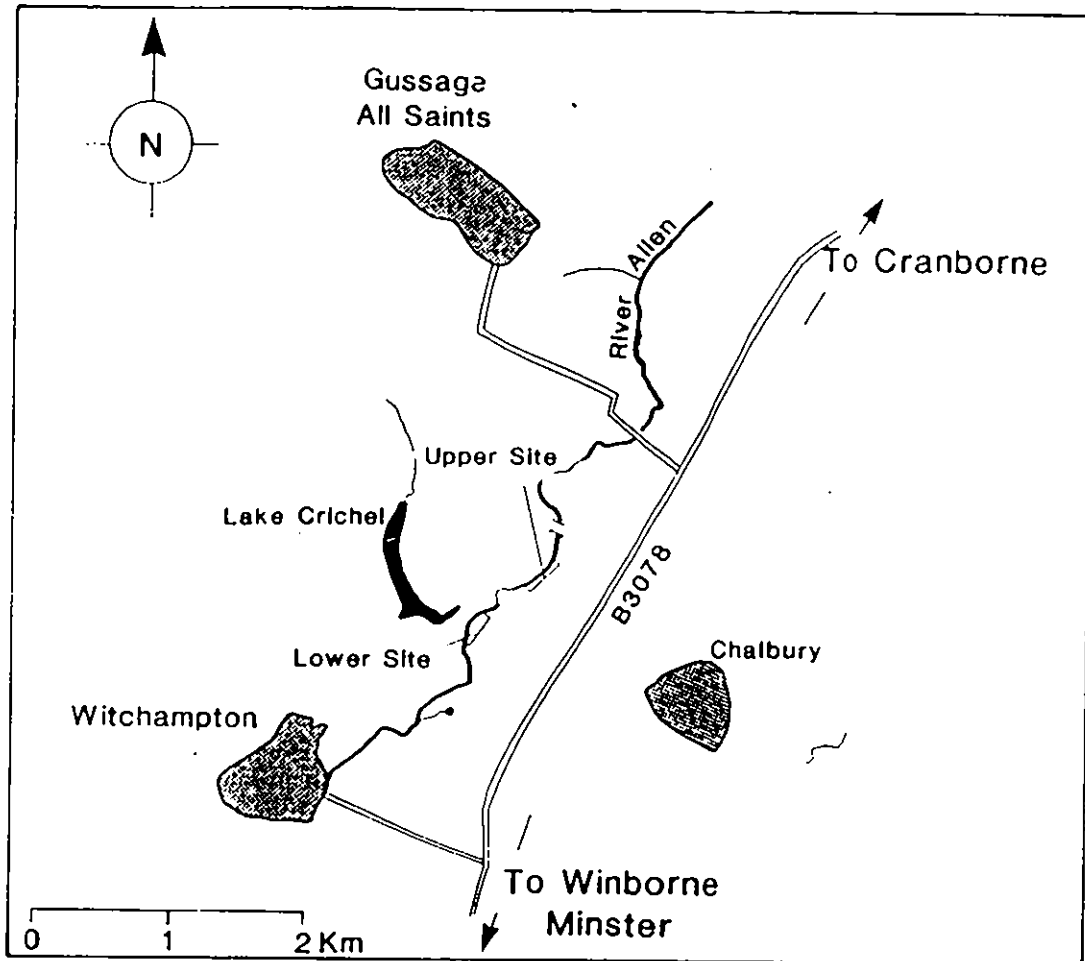 Gussage
All Saints
N
River Allen
To Cranborne
Upper Site
Lake Crichel
B3078
Lower Site
Chalbury
Witchampton
To Winborne
Minster
0 1 2 Km